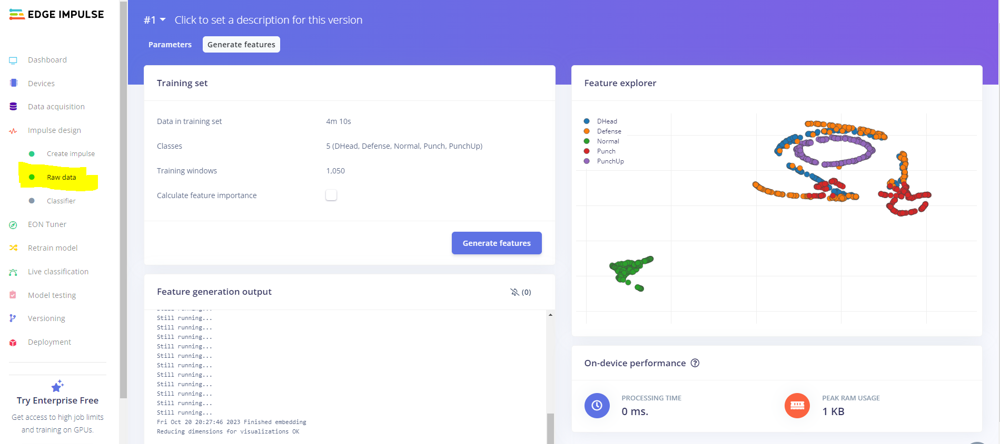 EDGE IMPULSE
Dashboard
Devices
Data acquisition
Impulse design
Create impulse
Raw data
Classifier
EON Tuner
Retrain model
Live classification
Model testing
Versioning
Deployment
Try Enterprise Free
Get access to high job limits
and training on GPUs.
#1 Click to set a description for this version
Parameters Generate features
Training set
Data in training set 4m 10s
Classes 5 (DHead, Defense, Normal, Punch, PunchUp)
Training windows 1,050
Calculate feature importance
Generate features
Feature generation output (0)
Still running...
Still running...
Still running...
Still running...
Still running...
Still running...
Still running...
Still running...
Still running...
Still running...
Still running...
Still running...
Fri Oct 20 20:27:46 2023 Finished embedding
Reducing dimensions for visualizations OK
Feature explorer
DHead
Defense
Normal
Punch
PunchUp
On-device performance ?
PROCESSING TIME
0 ms.
PEAK RAM USAGE
1 KB